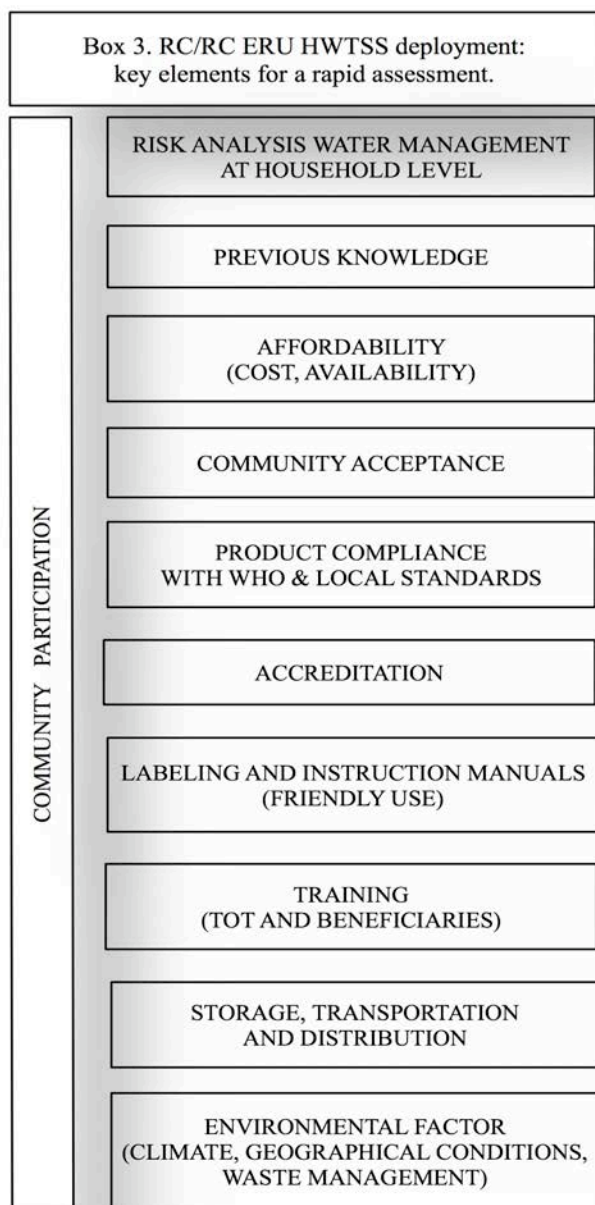 Box 3. RC/RC ERU HWTSS deployment:
key elements for a rapid assessment.
COMMUNITY PARTICIPATION
RISK ANALYSIS WATER MANAGEMENT
AT HOUSEHOLD LEVEL
PREVIOUS KNOWLEDGE
AFFORDABILITY
(COST, AVAILABILITY)
COMMUNITY ACCEPTANCE
PRODUCT COMPLIANCE
WITH WHO & LOCAL STANDARDS
ACCREDITATION
LABELING AND INSTRUCTION MANUALS
(FRIENDLY USE)
TRAINING
(TOT AND BENEFICIARIES)
STORAGE, TRANSPORTATION
AND DISTRIBUTION
ENVIRONMENTAL FACTOR
(CLIMATE, GEOGRAPHICAL CONDITIONS,
WASTE MANAGEMENT)